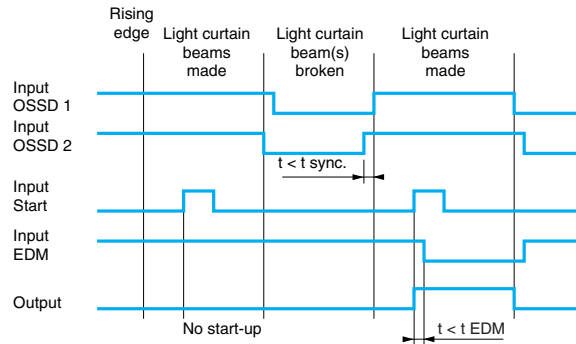 Rising
edge
Light curtain
beams
made
Light curtain
beam(s)
broken
Light curtain
beams
made
Input
OSSD 1
Input
OSSD 2
t < t sync.
Input
Start
Input
EDM
Output
No start-up
t < t EDM